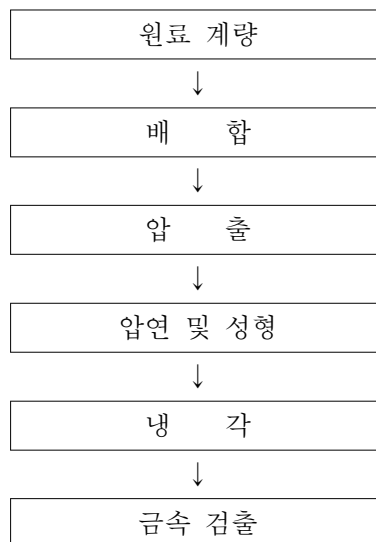 원료 계량
↓
배 합
↓
압 출
↓
압연 및 성형
↓
냉 각
↓
금속 검출